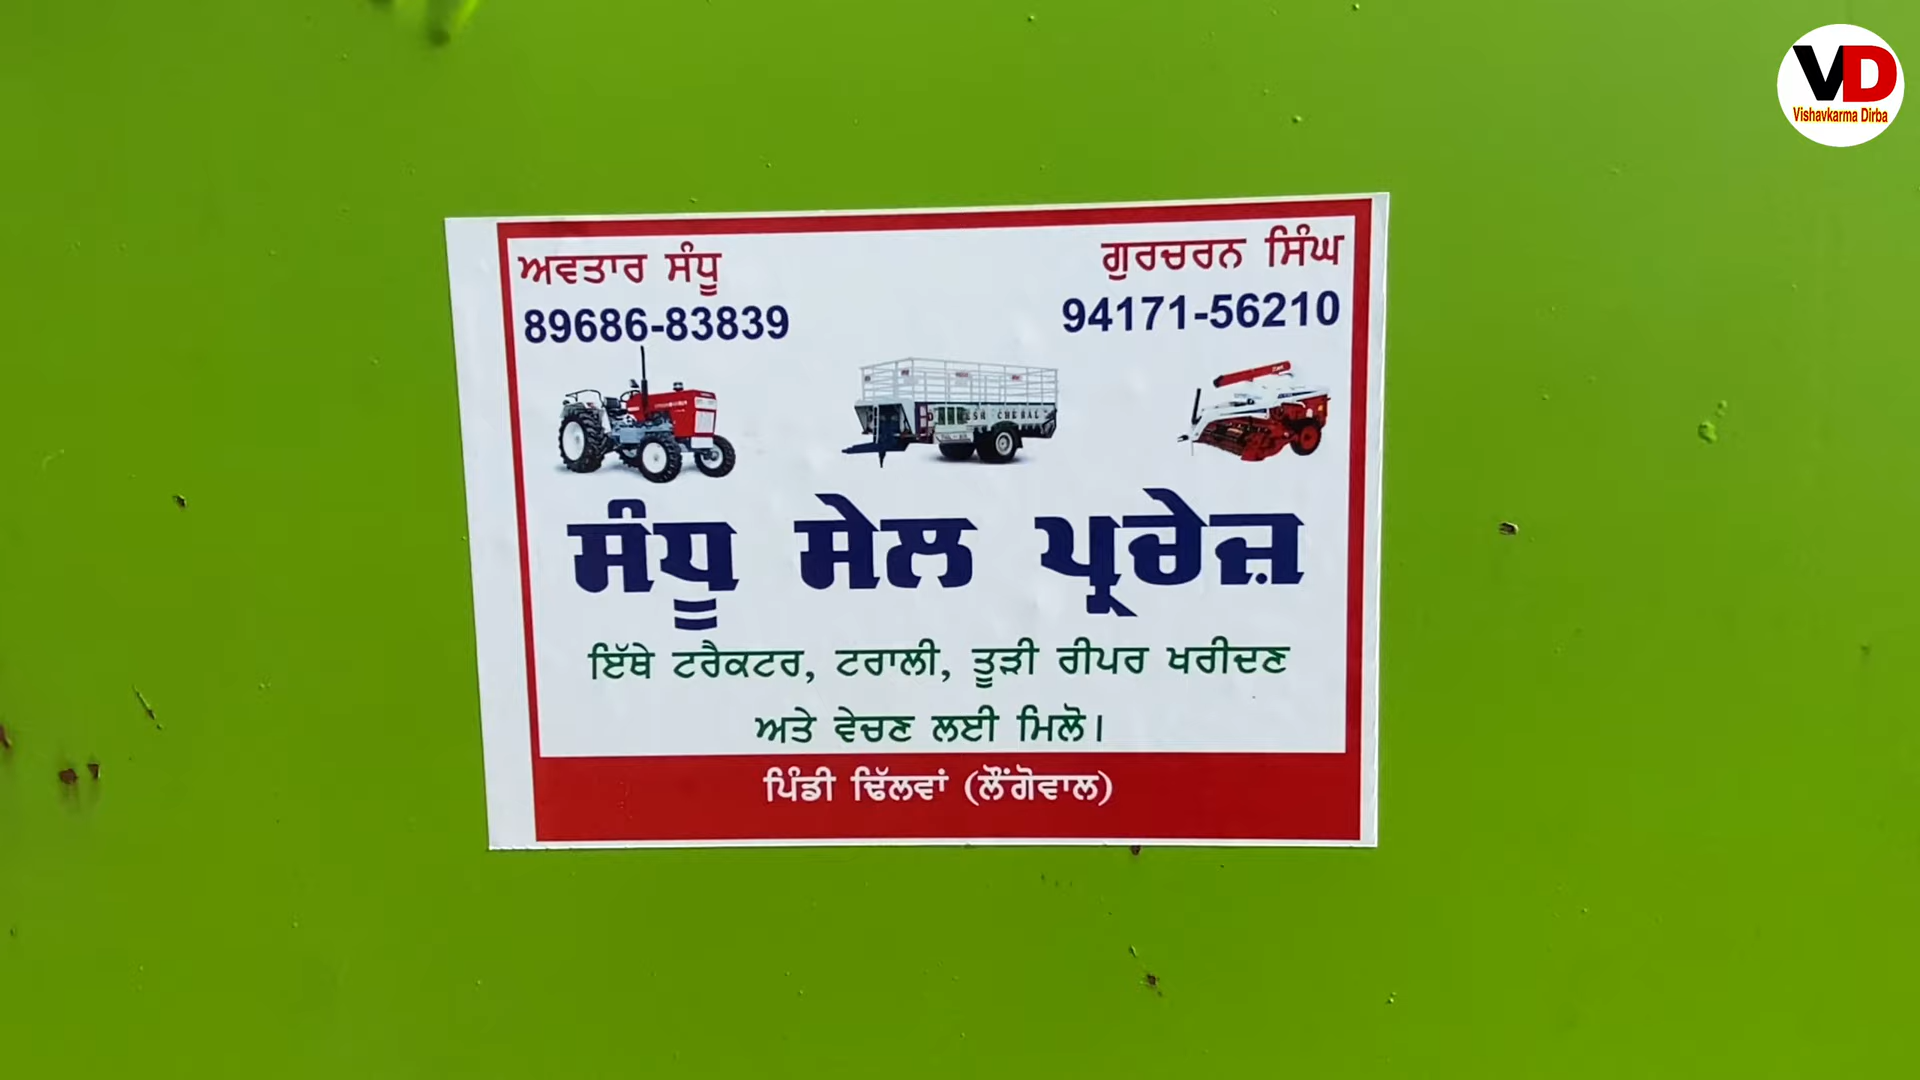 VD
Vishavkarma Dirba
ਅਵਤਾਰ ਸੰਧੂ
89686-83839
ਗੁਰਚਰਨ ਸਿੰਘ
94171-56210
ਸੰਧੂ ਸੇਲ ਪ੍ਰਚੇਜ਼
ਇੱਥੇ ਟਰੈਕਟਰ, ਟਰਾਲੀ, ਤੂੜੀ ਰੀਪਰ ਖਰੀਦਣ
ਅਤੇ ਵੇਚਣ ਲਈ ਮਿਲੋ।
ਪਿੰਡੀ ਢਿੱਲਵਾਂ (ਲੌਂਗੋਵਾਲ)